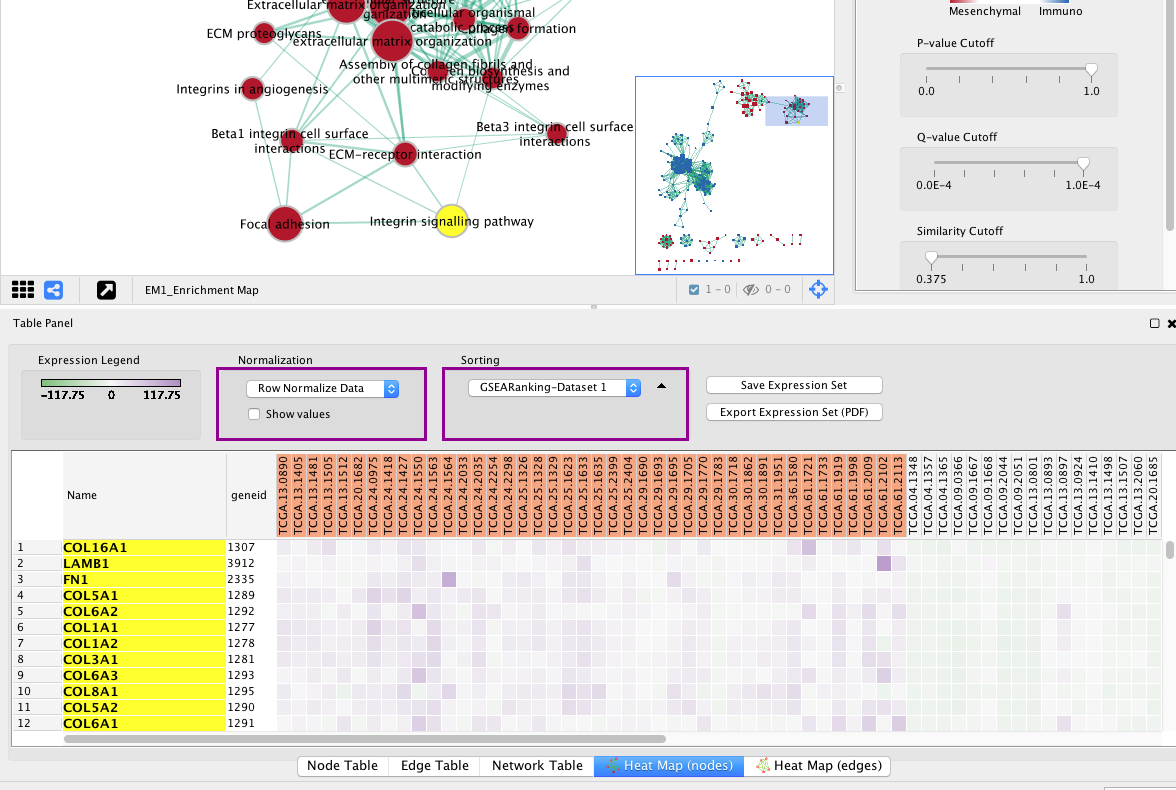 Extracellular matrix organization
cellular organismal
catabolic process
collagen formation
ECM proteoglycans
extracellular matrix organization
Assembly of collagen fibrils and
other multimeric structures
Collagen biosynthesis and
modifying enzymes
Integrins in angiogenesis
Beta1 integrin cell surface
interactions
ECM-receptor interaction
Beta3 integrin cell surface
interactions
Focal adhesion
Integrin signalling pathway
Mesenchymal Immuno
P-value Cutoff
0.0 1.0
Q-value Cutoff
0.0E-4 1.0E-4
Similarity Cutoff
0.375 1.0
EM1_Enrichment Map
1 - 0 0 - 0
Table Panel
Expression Legend
-117.75 0 117.75
Normalization
Row Normalize Data
Show values
Sorting
GSEARanking-Dataset 1
Save Expression Set
Export Expression Set (PDF)
Name geneid
TCGA.13.0890
TCGA.13.1405
TCGA.13.1481
TCGA.13.1505
TCGA.13.1512
TCGA.20.1682
TCGA.24.0975
TCGA.24.1418
TCGA.24.1427
TCGA.24.1550
TCGA.24.1563
TCGA.24.1564
TCGA.24.2033
TCGA.24.2035
TCGA.24.2254
TCGA.24.2298
TCGA.25.1326
TCGA.25.1328
TCGA.25.1329
TCGA.25.1623
TCGA.25.1633
TCGA.25.1635
TCGA.25.2399
TCGA.25.2404
TCGA.29.1690
TCGA.29.1693
TCGA.29.1695
TCGA.29.1705
TCGA.29.1770
TCGA.29.1783
TCGA.30.1718
TCGA.30.1862
TCGA.30.1891
TCGA.31.1951
TCGA.36.1580
TCGA.61.1721
TCGA.61.1733
TCGA.61.1919
TCGA.61.1998
TCGA.61.2009
TCGA.61.2102
TCGA.61.2113
TCGA.04.1348
TCGA.04.1357
TCGA.04.1365
TCGA.09.0366
TCGA.09.1667
TCGA.09.1668
TCGA.09.2044
TCGA.09.2051
TCGA.13.0801
TCGA.13.0893
TCGA.13.0897
TCGA.13.0924
TCGA.13.1410
TCGA.13.1498
TCGA.13.1507
TCGA.13.2060
TCGA.20.1685
1 COL16A1 1307
2 LAMB1 3912
3 FN1 2335
4 COL5A1 1289
5 COL6A2 1292
6 COL1A1 1277
7 COL1A2 1278
8 COL3A1 1281
9 COL6A3 1293
10 COL8A1 1295
11 COL5A2 1290
12 COL6A1 1291
Node Table Edge Table Network Table Heat Map (nodes) Heat Map (edges)